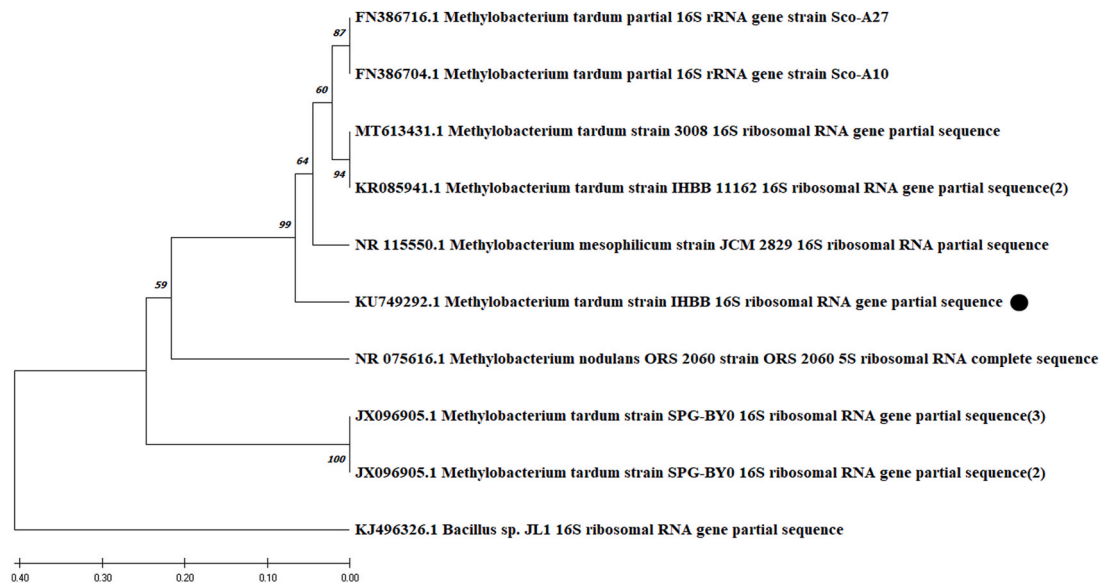 FN386716.1 Methylobacterium tardum partial 16S rRNA gene strain Sco-A27
87
FN386704.1 Methylobacterium tardum partial 16S rRNA gene strain Sco-A10
60
MT613431.1 Methylobacterium tardum strain 3008 16S ribosomal RNA gene partial sequence
64
94
KR085941.1 Methylobacterium tardum strain IHBB 11162 16S ribosomal RNA gene partial sequence(2)
99
NR 115550.1 Methylobacterium mesophilicum strain JCM 2829 16S ribosomal RNA partial sequence
59
KU749292.1 Methylobacterium tardum strain IHBB 16S ribosomal RNA gene partial sequence
NR 075616.1 Methylobacterium nodulans ORS 2060 strain ORS 2060 5S ribosomal RNA complete sequence
JX096905.1 Methylobacterium tardum strain SPG-BY0 16S ribosomal RNA gene partial sequence(3)
100
JX096905.1 Methylobacterium tardum strain SPG-BY0 16S ribosomal RNA gene partial sequence(2)
KJ496326.1 Bacillus sp. JL1 16S ribosomal RNA gene partial sequence
0.40 0.30 0.20 0.10 0.00